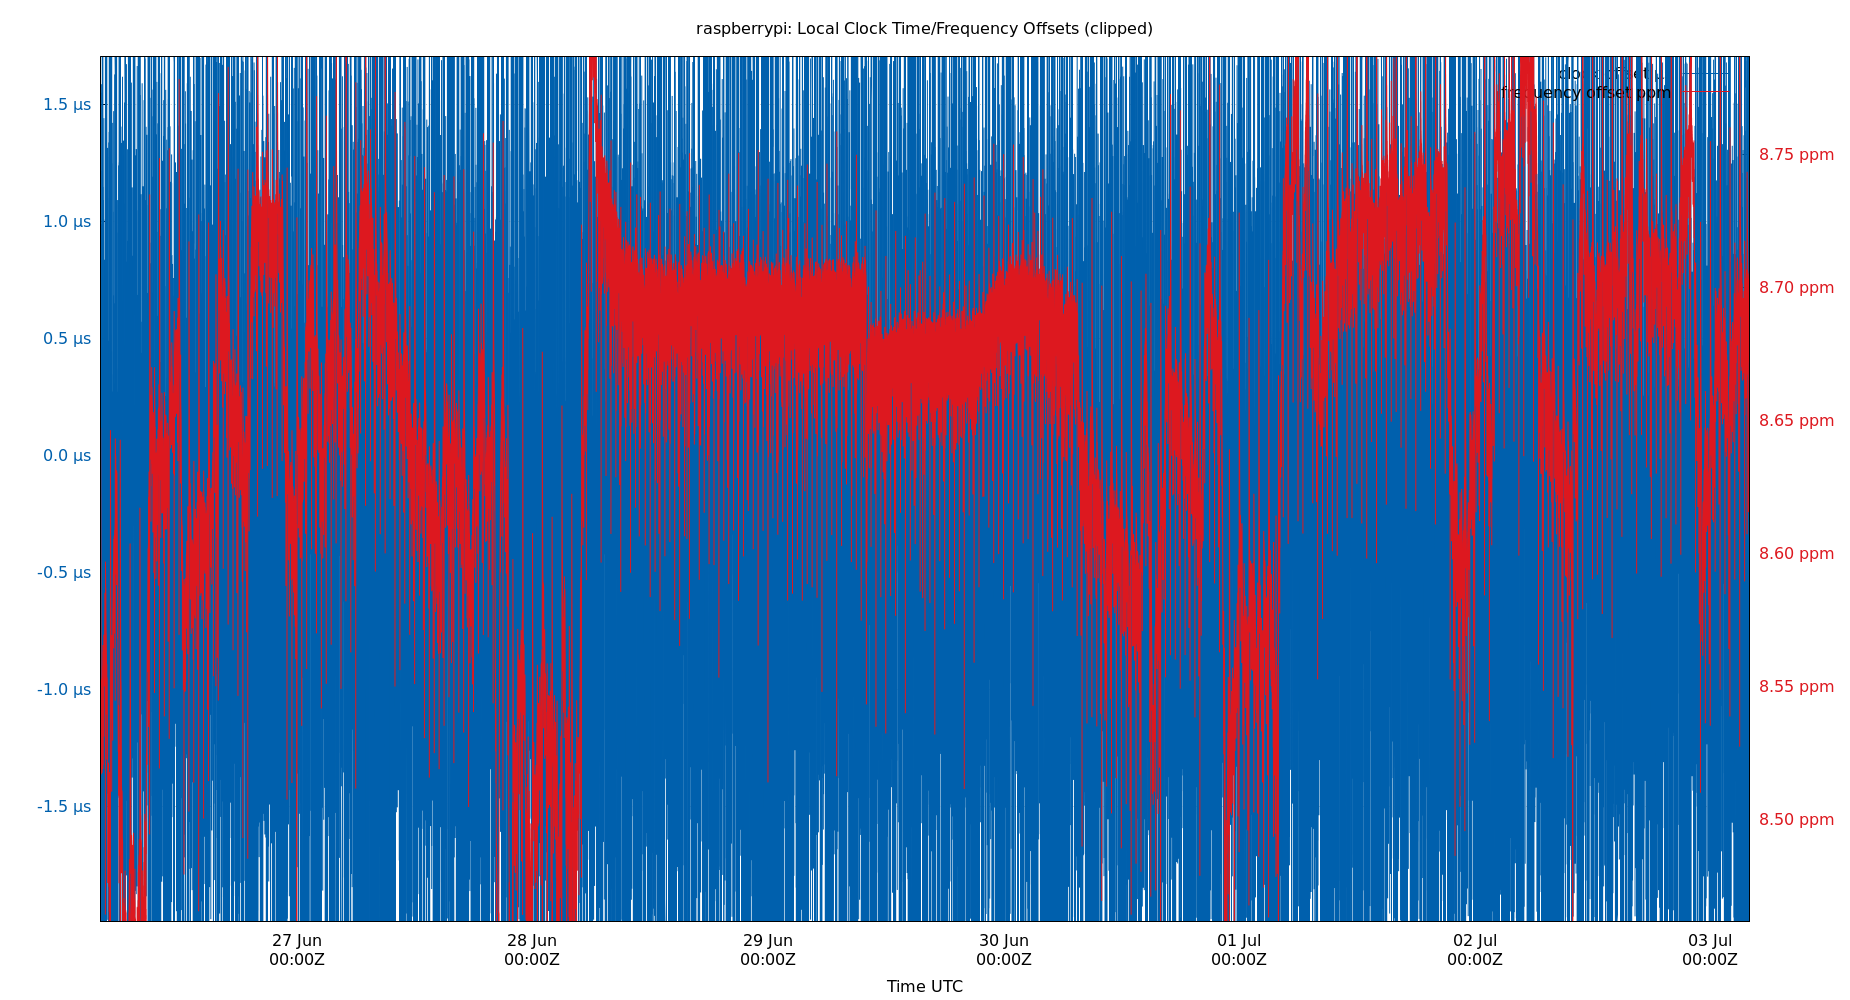 raspberrypi: Local Clock Time/Frequency Offsets (clipped)
frequency offset ppm
1.5 µs
1.0 µs
0.5 µs
0.0 µs
-0.5 µs
-1.0 µs
-1.5 µs
8.75 ppm
8.70 ppm
8.65 ppm
8.60 ppm
8.55 ppm
8.50 ppm
27 Jun
00:00Z
28 Jun
00:00Z
29 Jun
00:00Z
30 Jun
00:00Z
01 Jul
00:00Z
02 Jul
00:00Z
03 Jul
00:00Z
Time UTC